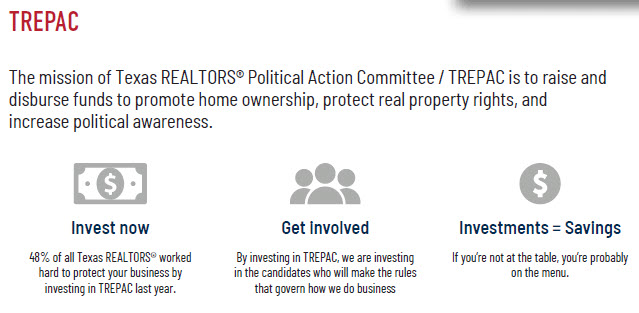 TREPAC
The mission of Texas REALTORS® Political Action Committee / TREPAC is to raise and
disburse funds to promote home ownership, protect real property rights, and
increase political awareness.
Invest now
48% of all Texas REALTORS® worked
hard to protect your business by
investing in TREPAC last year.
Get involved
By investing in TREPAC, we are investing
in the candidates who will make the rules
that govern how we do business
Investments = Savings
If you're not at the table, you're probably
on the menu.